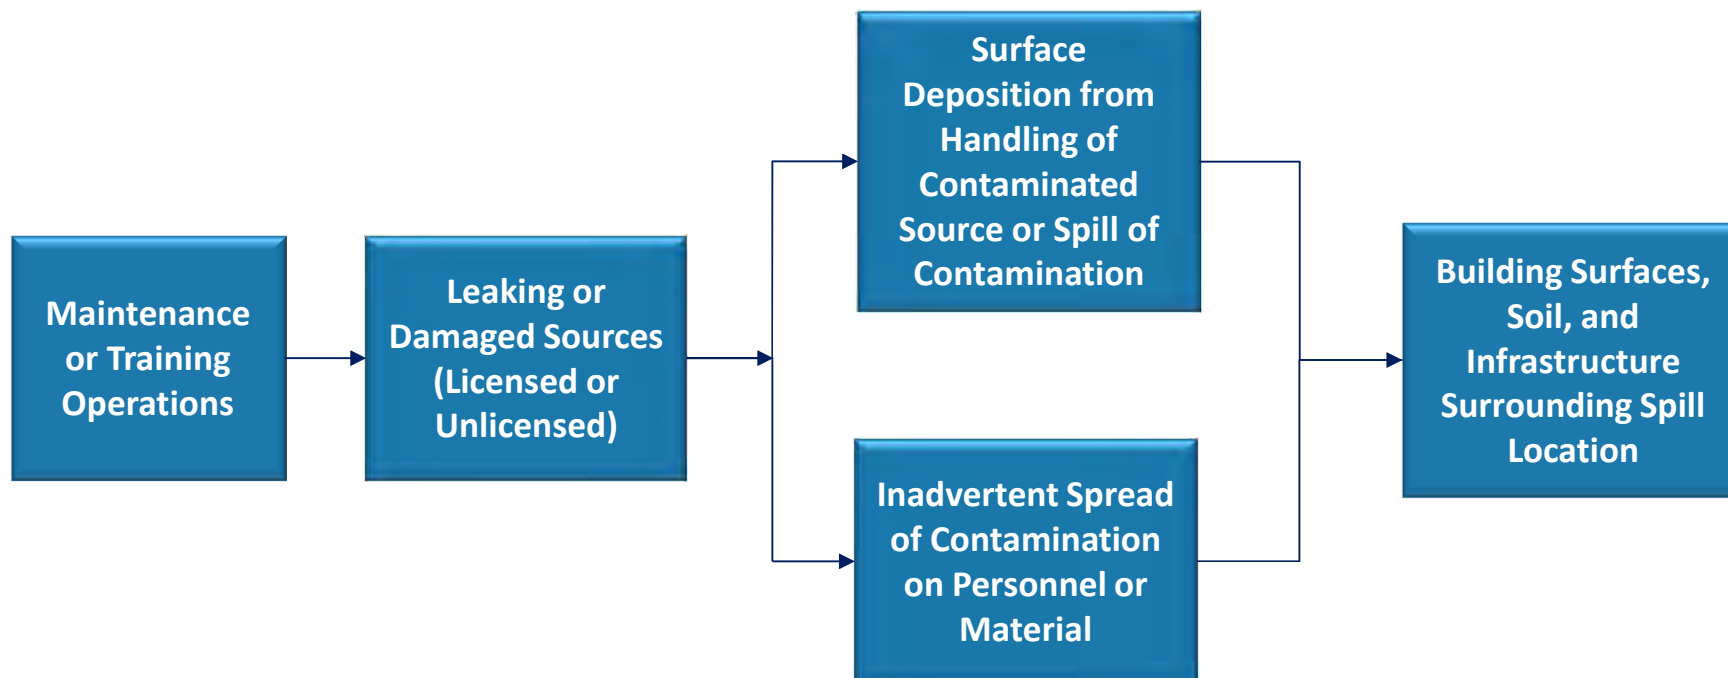 Maintenance
or Training
Operations
Leaking or
Damaged Sources
(Licensed or
Unlicensed)
Surface
Deposition from
Handling of
Contaminated
Source or Spill of
Contamination
Inadvertent Spread
of Contamination
on Personnel or
Material
Building Surfaces,
Soil, and
Infrastructure
Surrounding Spill
Location